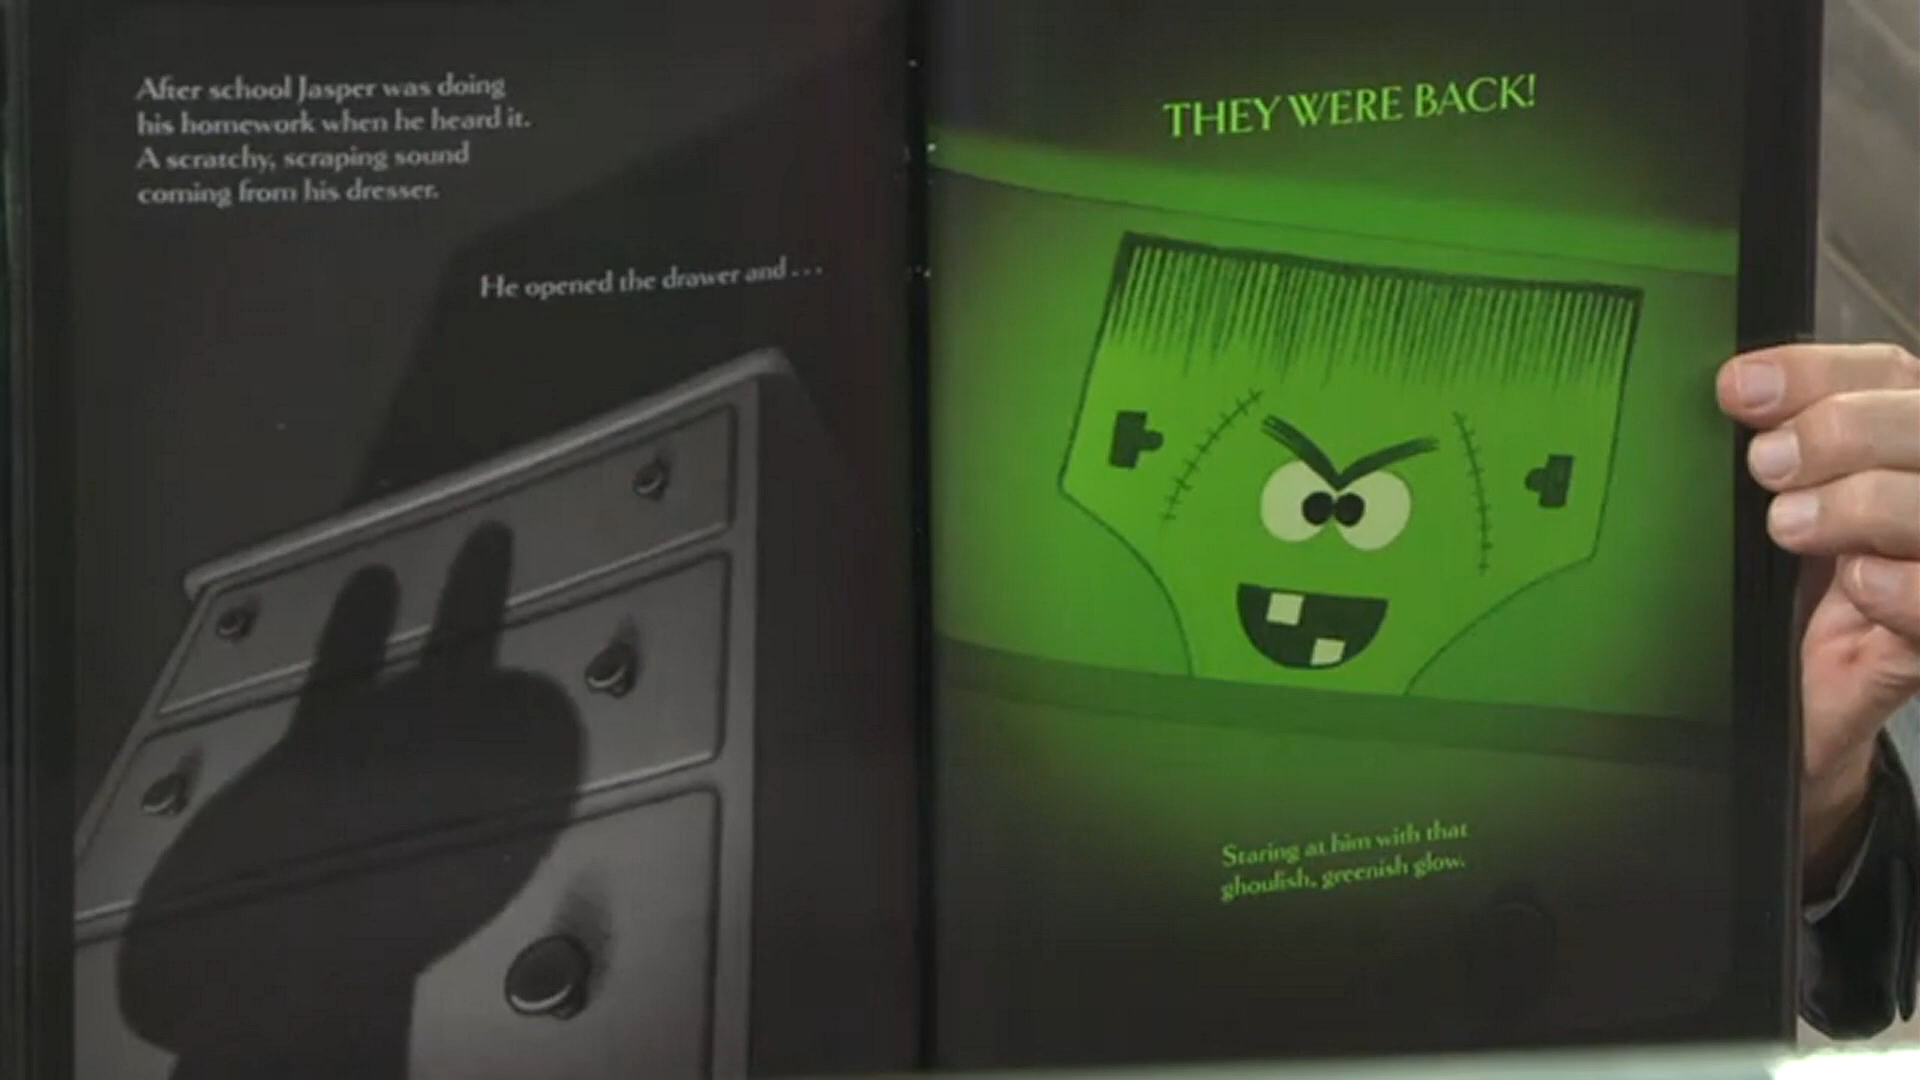 After school Jasper was doing
his homework when he heard it.
A scratchy, scraping sound
coming from his dresser.
He opened the drawer and . . .
THEY WERE BACK!
Staring at him with that
ghoulish, greenish glow.